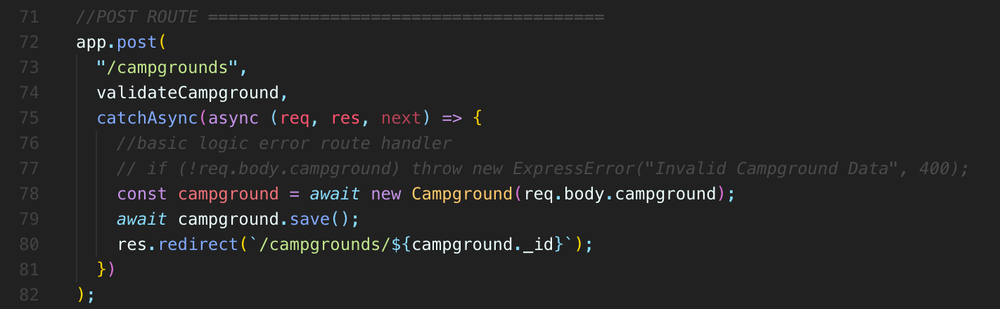 71 //POST ROUTE =======================================
72 app.post(
73 "/campgrounds",
74 validateCampground,
75 catchAsync(async (req, res, next) => {
76 //basic logic error route handler
77 // if (!req.body.campground) throw new ExpressError("Invalid Campground Data", 400);
78 const campground = await new Campground(req.body.campground);
79 await campground.save();
80 res.redirect(`/campgrounds/${campground._id}`);
81 })
82 );